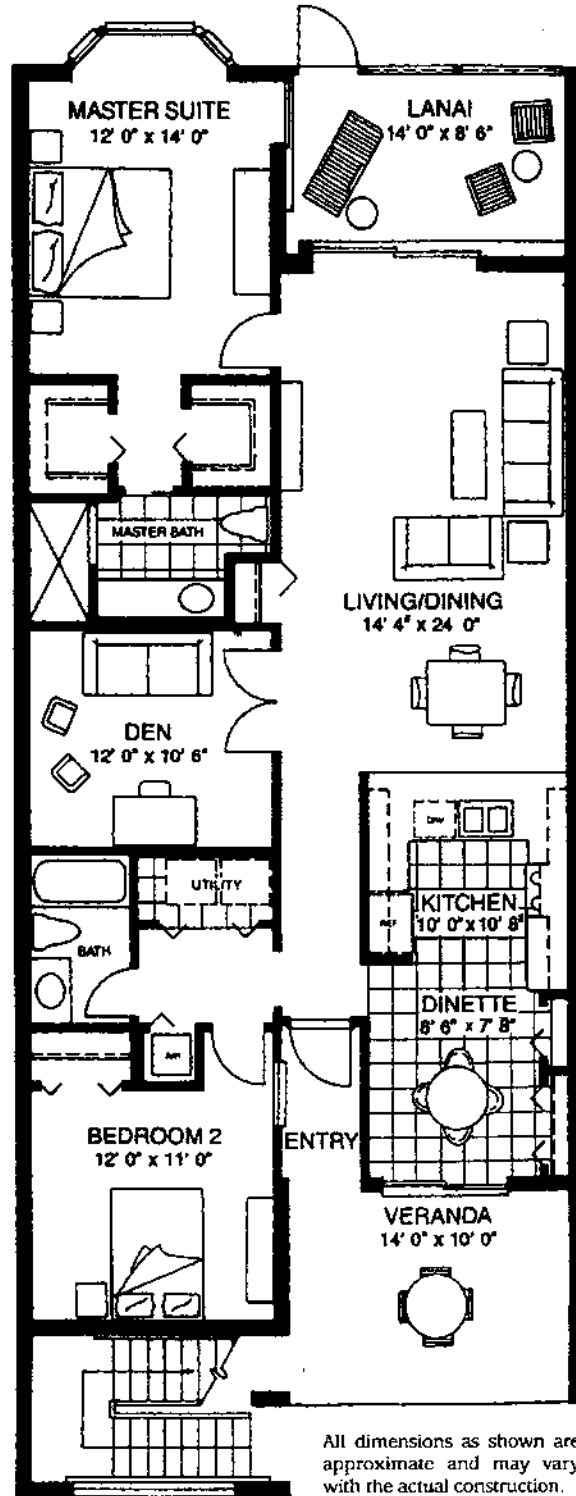 MASTER SUITE
12' 0" x 14' 0"
LANAI
14' 0" x 8' 6"
MASTER BATH
LIVING/DINING
14' 4" x 24' 0"
DEN
12' 0" x 10' 6"
D/W
UTILITY
KITCHEN
10' 0" x 10' 8"
REF
BATH
DINETTE
8' 6" x 7' 8"
A/H
BEDROOM 2
12' 0" x 11' 0"
ENTRY
VERANDA
14' 0" x 10' 0"
All dimensions as shown are
approximate and may vary
with the actual construction.